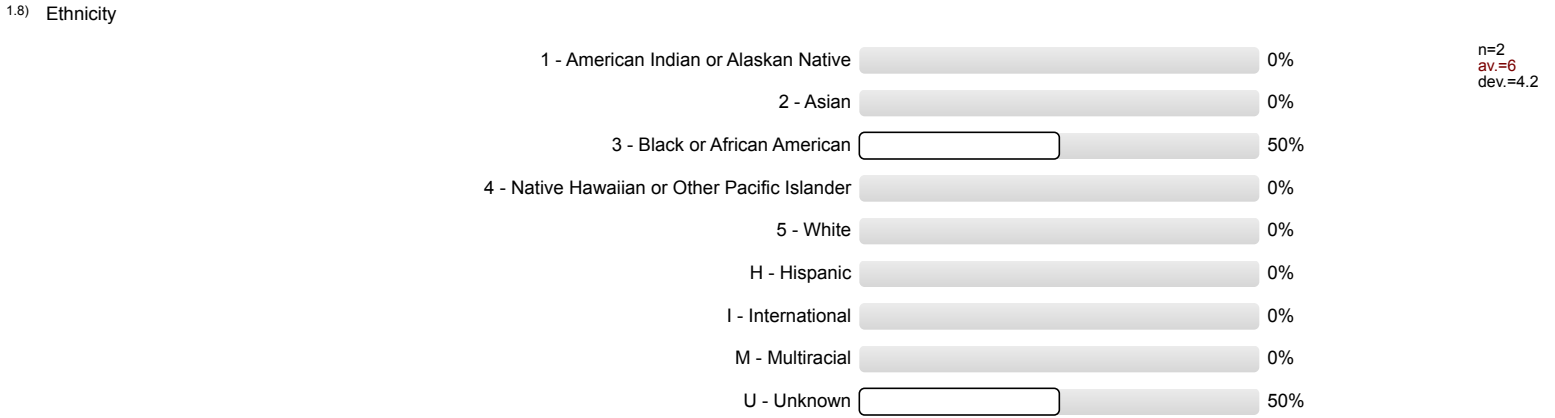 1.8) Ethnicity
1 - American Indian or Alaskan Native 0%
2 - Asian 0%
3 - Black or African American 50%
4 - Native Hawaiian or Other Pacific Islander 0%
5 - White 0%
H - Hispanic 0%
I - International 0%
M - Multiracial 0%
U - Unknown 50%
n=2
av.=6
dev.=4.2